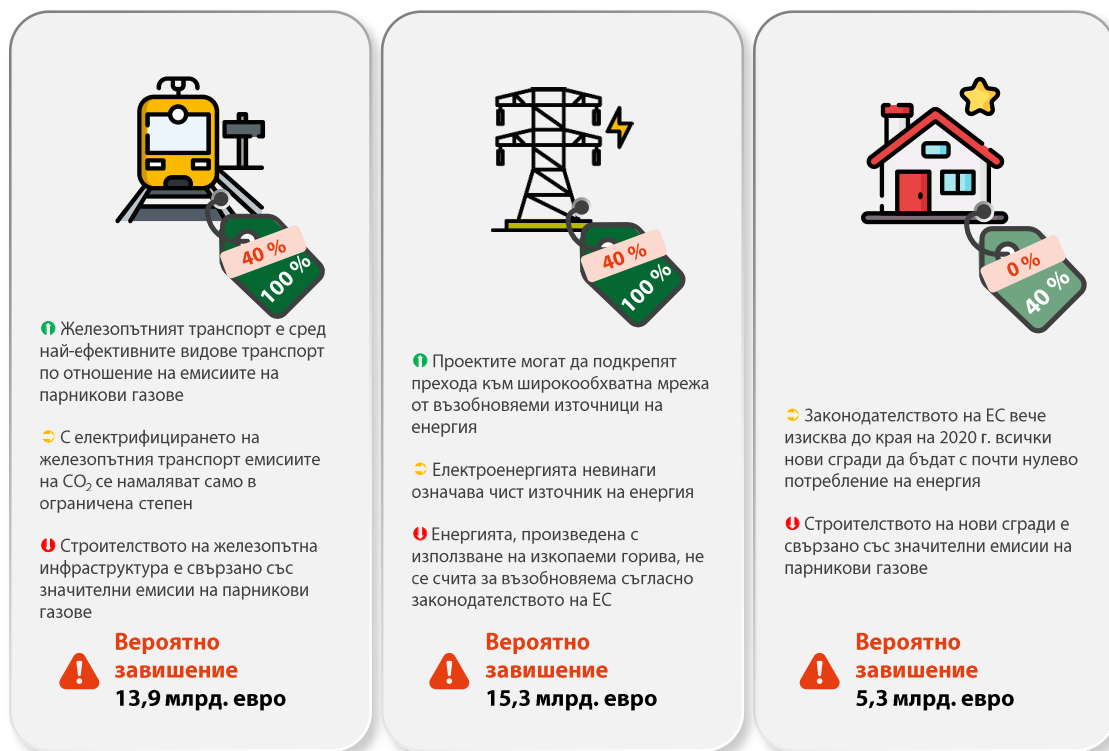 40 %
100 %
Железопътният транспорт е сред
най-ефективните видове транспорт
по отношение на емисиите на
парникови газове
С електрифицирането на
железопътния транспорт емисиите
на CO₂ се намаляват само в
ограничена степен
Строителството на железопътна
инфраструктура е свързано със
значителни емисии на парникови
газове
Вероятно
завишение
13,9 млрд. евро
40 %
100 %
Проектите могат да подкрепят
прехода към широкообхватна мрежа
от възобновяеми източници на
енергия
Електроенергията невинаги
означава чист източник на енергия
Енергията, произведена с
използване на изкопаеми горива, не
се счита за възобновяема съгласно
законодателството на ЕС
Вероятно
завишение
15,3 млрд. евро
0 %
40 %
Законодателството на ЕС вече
изисква до края на 2020 г. всички
нови сгради да бъдат с почти нулево
потребление на енергия
Строителството на нови сгради е
свързано със значителни емисии на
парникови газове
Вероятно
завишение
5,3 млрд. евро